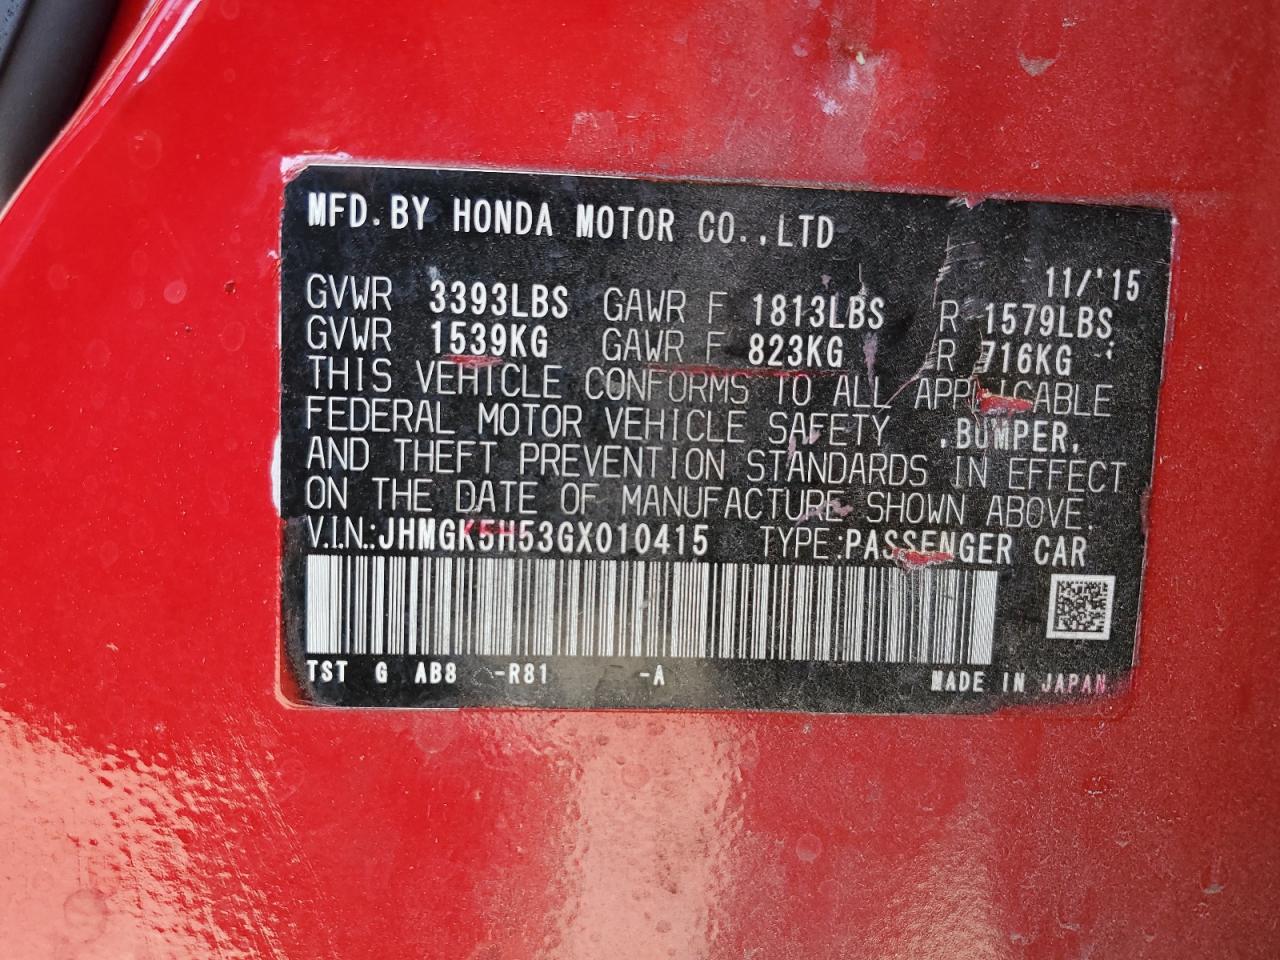 MFD. BY HONDA MOTOR CO., LTD
11/'15
GVWR 3393LBS GAWR F 1813LBS R 1579LBS
GVWR 1539KG GAWR F 823KG R 716KG
THIS VEHICLE CONFORMS TO ALL APPLICABLE
FEDERAL MOTOR VEHICLE SAFETY ,BUMPER,
AND THEFT PREVENTION STANDARDS IN EFFECT
ON THE DATE OF MANUFACTURE SHOWN ABOVE.
V.I.N.:JHMGK5H53GX010415 TYPE:PASSENGER CAR
TST G AB8 -R81 -A MADE IN JAPAN